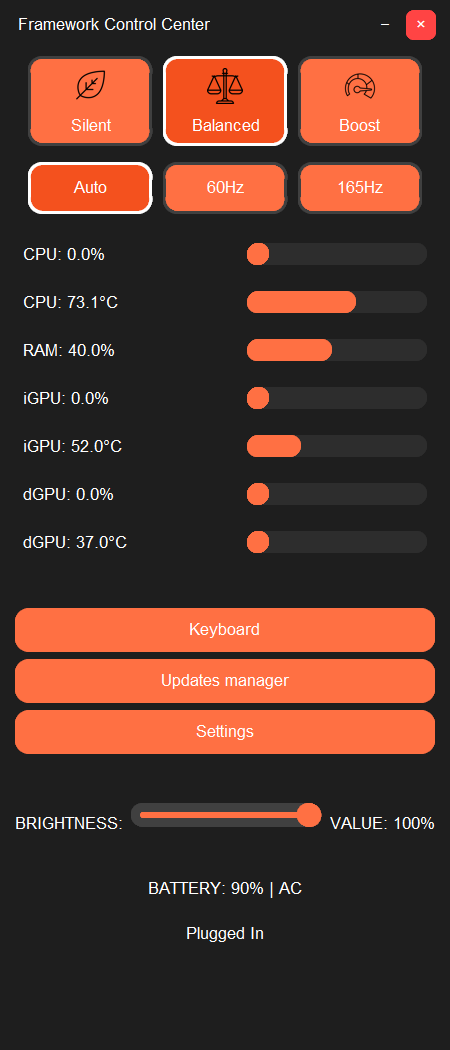 Framework Control Center – ×
Silent Balanced Boost
Auto 60Hz 165Hz
CPU: 0.0%
CPU: 73.1°C
RAM: 40.0%
iGPU: 0.0%
iGPU: 52.0°C
dGPU: 0.0%
dGPU: 37.0°C
Keyboard
Updates manager
Settings
BRIGHTNESS: VALUE: 100%
BATTERY: 90% | AC
Plugged In